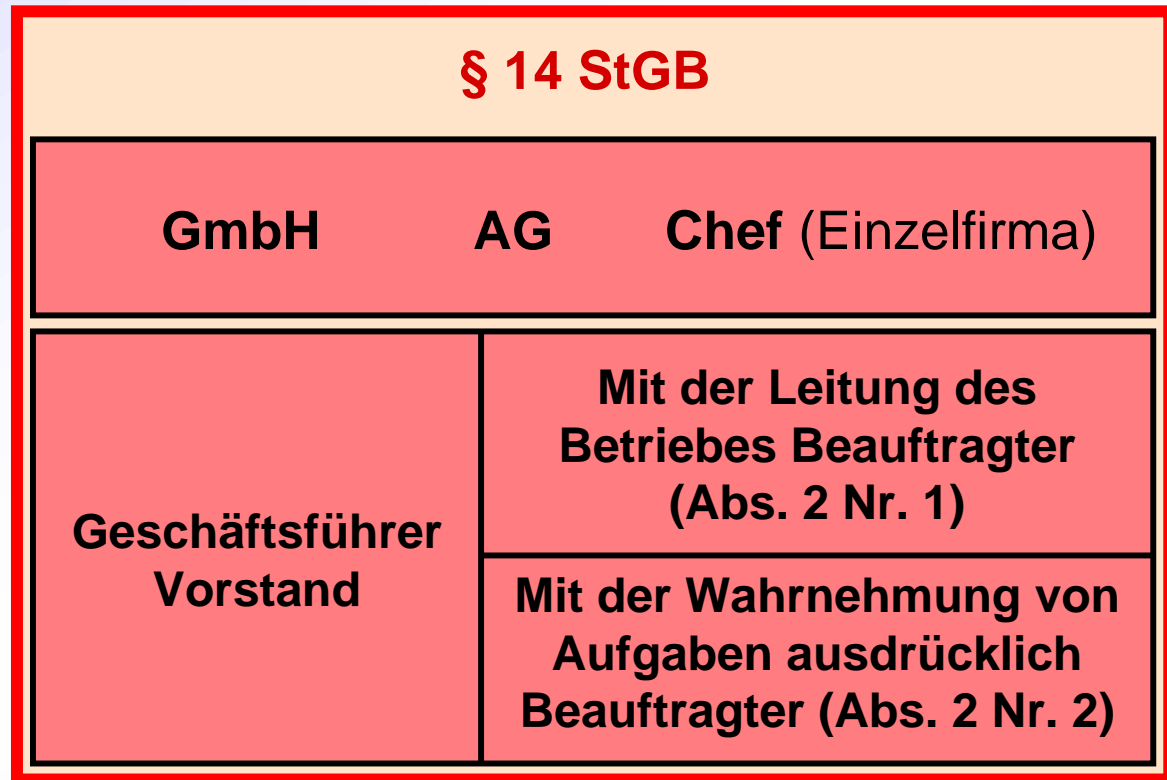 § 14 StGB
GmbH AG Chef (Einzelfirma)
Geschäftsführer
Vorstand
Mit der Leitung des
Betriebes Beauftragter
(Abs. 2 Nr. 1)
Mit der Wahrnehmung von
Aufgaben ausdrücklich
Beauftragter (Abs. 2 Nr. 2)